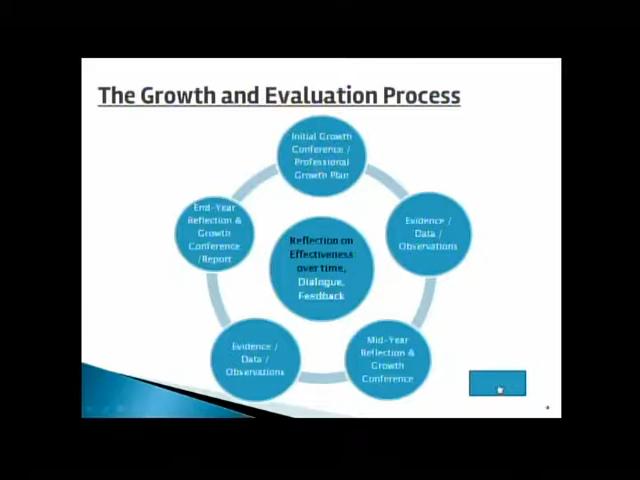 The Growth and Evaluation Process
Initial Growth
Conference /
Professional
Growth Plan
Evidence /
Data /
Observations
Mid-Year
Reflection &
Growth
Conference
Evidence /
Data /
Observations
End-Year
Reflection &
Growth
Conference
/Report
Reflection on
Effectiveness
over time,
Dialogue,
Feedback